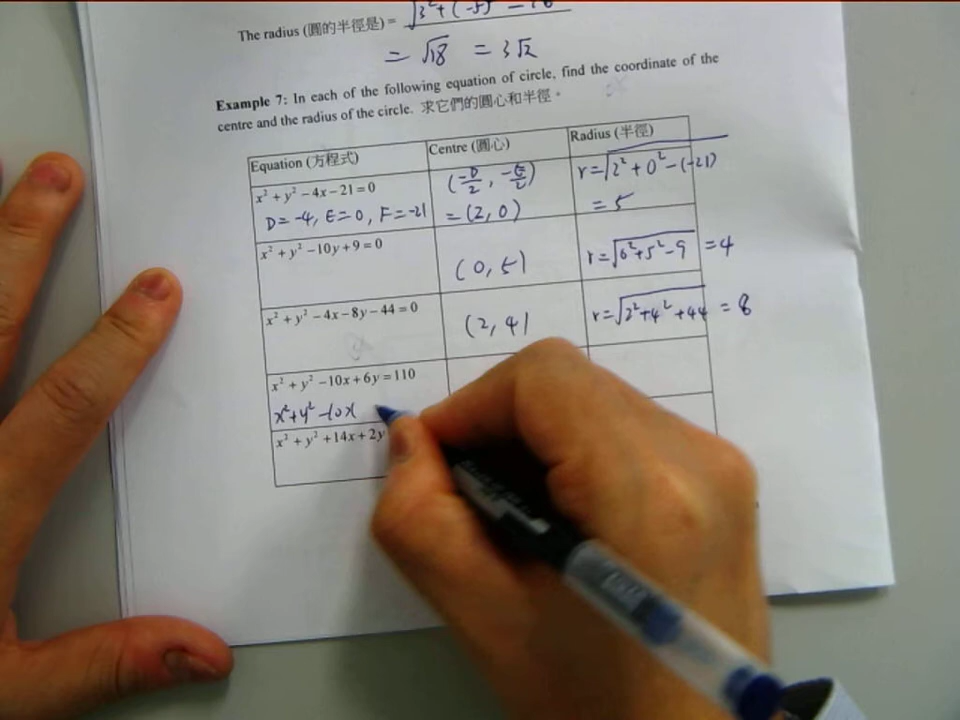 The radius (圓的半徑是) = √3²+(-5)²
= √18 = 3√2
Example 7: In each of the following equation of circle, find the coordinate of the
centre and the radius of the circle. 求它們的圓心和半徑。
Equation (方程式) Centre (圓心) Radius (半徑)
x² + y² − 4x − 21 = 0 (-D/2, -E/2) r=√2²+0²-(-21)
D=-4, E=0, F=-21 =(2,0) =5
x² + y² − 10y + 9 = 0 (0,5) r=√0²+5²-9 =4
x² + y² − 4x − 8y − 44 = 0 (2,4) r=√2²+4²+44 =8
x² + y² − 10x + 6y = 110
x²+y²-10x
x² + y² + 14x + 2y